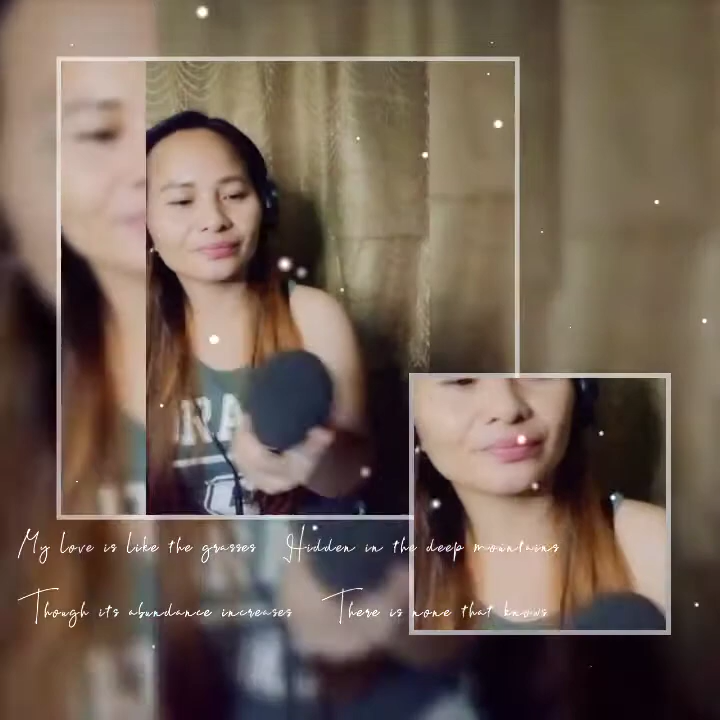 My love is like the grasses Hidden in the deep mountains
Though its abundance increases There is none that knows
RA